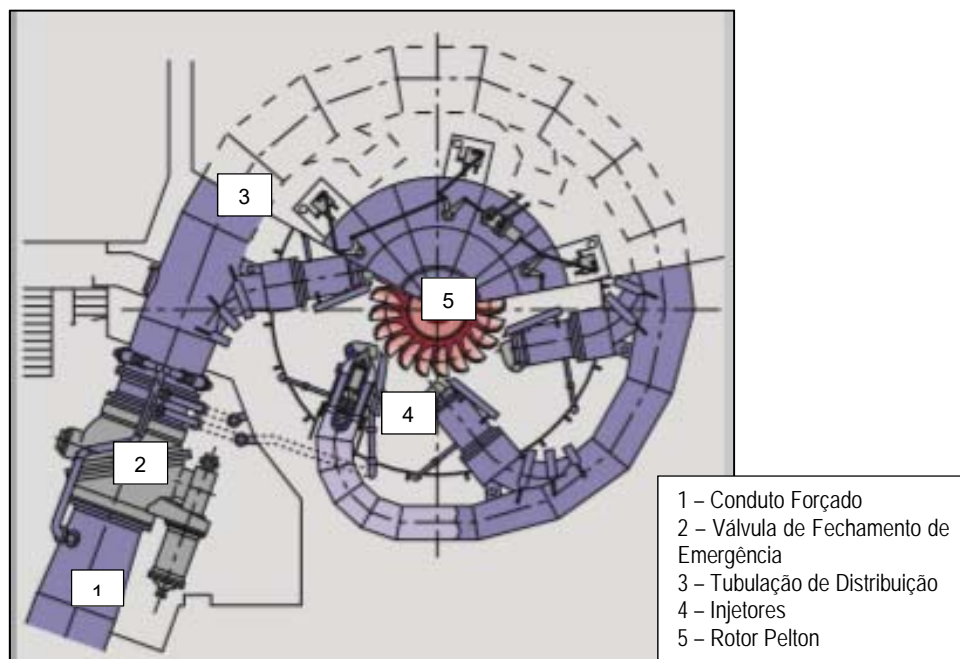 3
5
4
2
1
1 – Conduto Forçado
2 – Válvula de Fechamento de
Emergência
3 – Tubulação de Distribuição
4 – Injetores
5 – Rotor Pelton